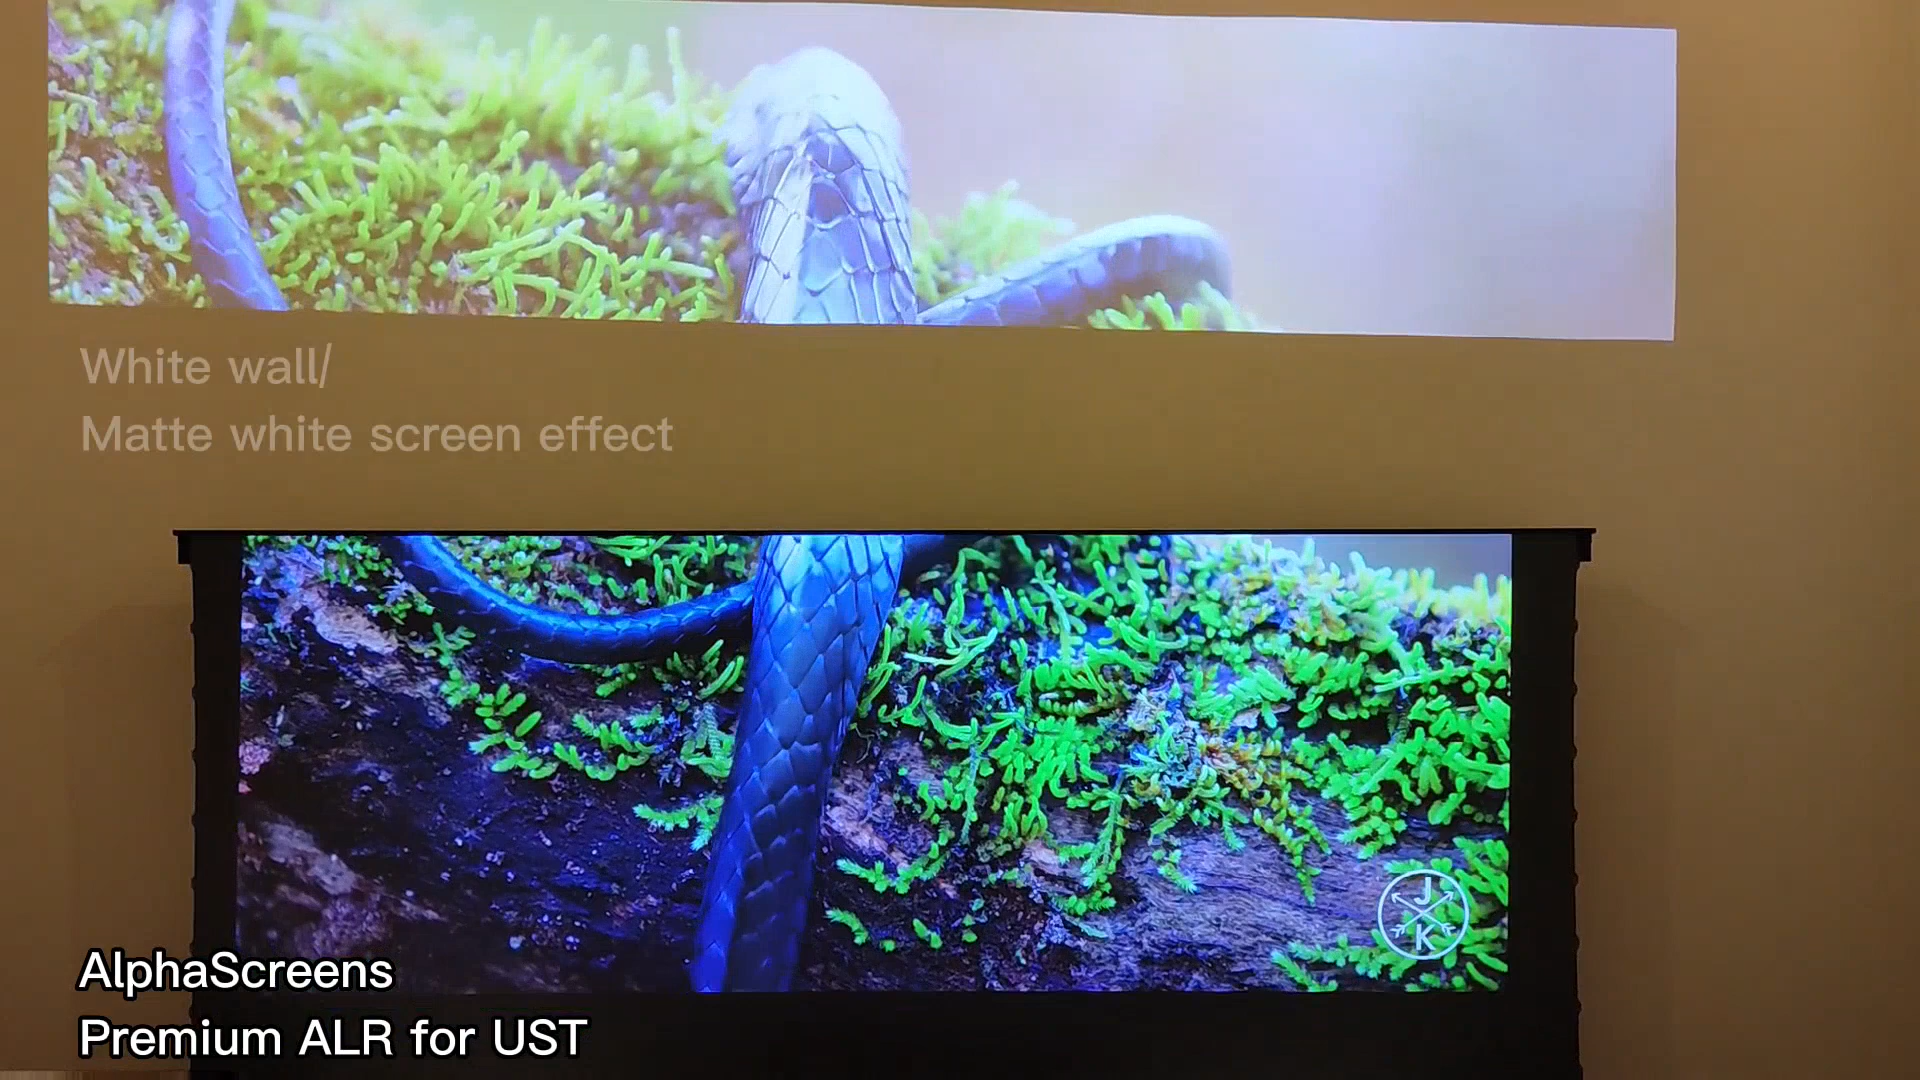 White wall/
Matte white screen effect
J
K
AlphaScreens
Premium ALR for UST